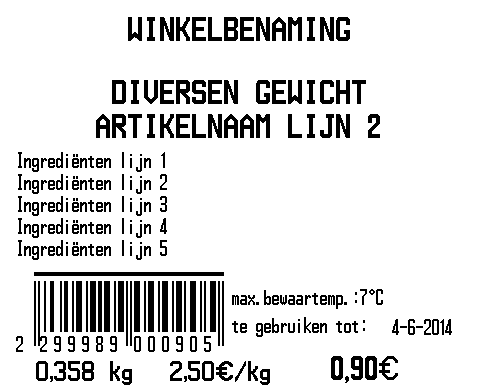 WINKELBENAMING
DIVERSEN GEWICHT
ARTIKELNAAM LIJN 2
Ingrediënten lijn 1
Ingrediënten lijn 2
Ingrediënten lijn 3
Ingrediënten lijn 4
Ingrediënten lijn 5
max.bewaartemp.:7°C
te gebruiken tot: 4-6-2014
2 299989 000905
0,358 kg 2,50€/kg 0,90€